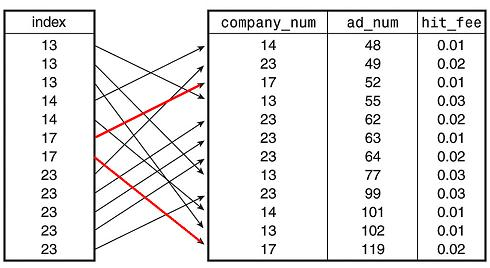 index company_num ad_num hit_fee
13 14 48 0.01
13 23 49 0.02
13 17 52 0.01
14 13 55 0.03
14 23 62 0.02
17 23 63 0.01
17 23 64 0.02
23 13 77 0.03
23 23 99 0.03
23 14 101 0.01
23 13 102 0.01
23 17 119 0.02